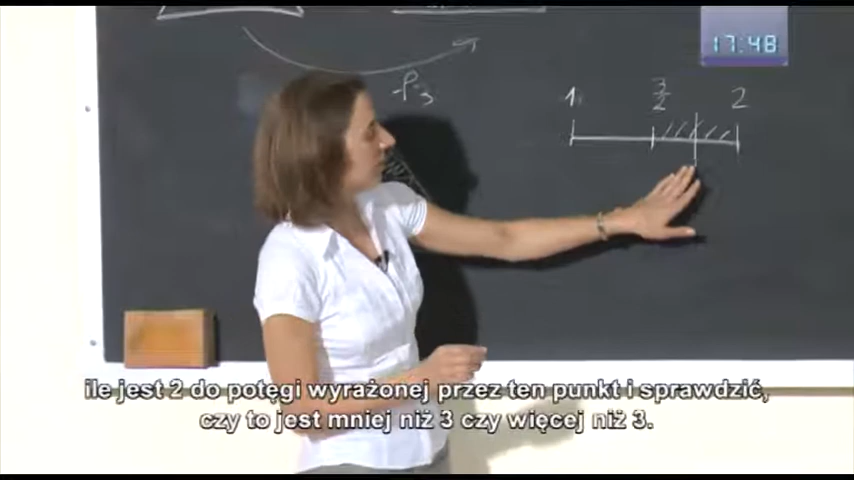 17:48
f3
1 3/2 2
ile jest 2 do potęgi wyrażonej przez ten punkt i sprawdzić,
czy to jest mniej niż 3 czy więcej niż 3.